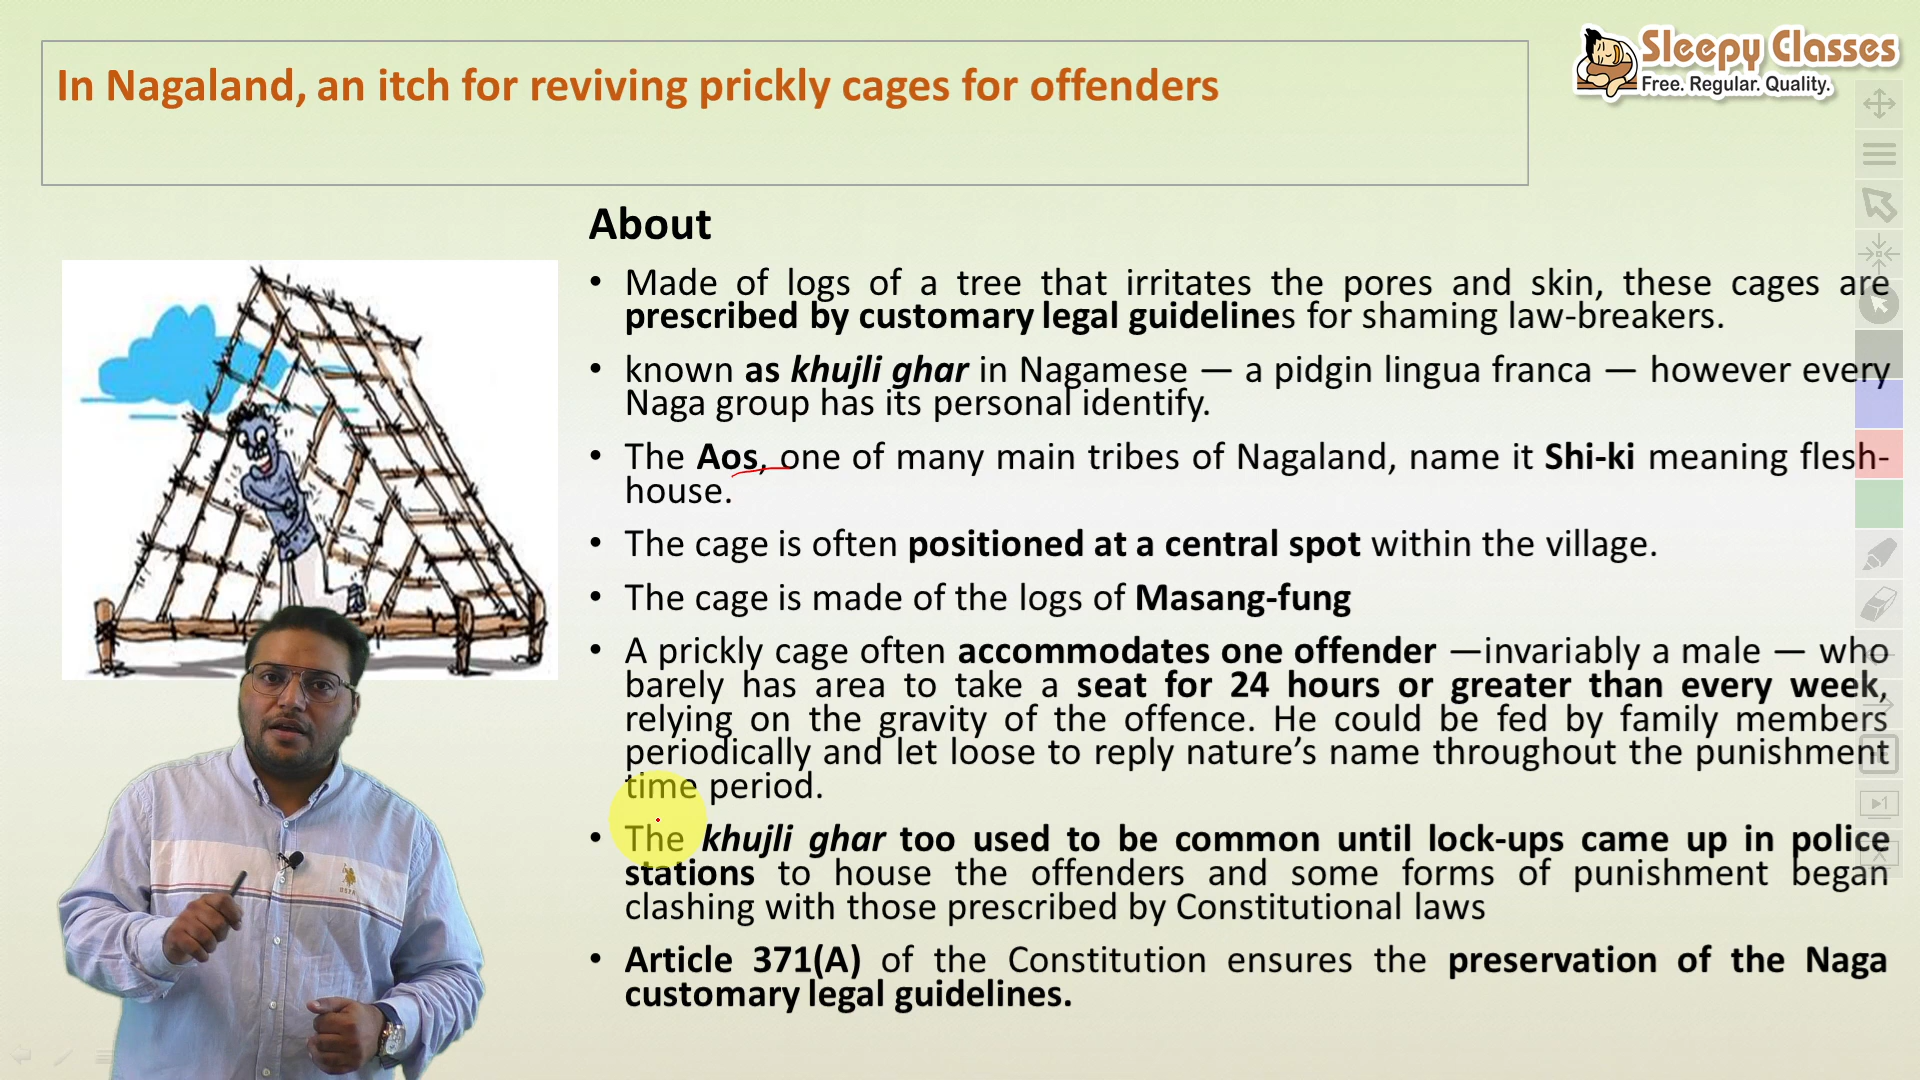 In Nagaland, an itch for reviving prickly cages for offenders
Sleepy Classes
Free. Regular. Quality.
About
• Made of logs of a tree that irritates the pores and skin, these cages are
prescribed by customary legal guidelines for shaming law-breakers.
• known as khujli ghar in Nagamese — a pidgin lingua franca — however every
Naga group has its personal identify.
• The Aos, one of many main tribes of Nagaland, name it Shi-ki meaning flesh-
house.
• The cage is often positioned at a central spot within the village.
• The cage is made of the logs of Masang-fung
• A prickly cage often accommodates one offender —invariably a male — who
barely has area to take a seat for 24 hours or greater than every week,
relying on the gravity of the offence. He could be fed by family members
periodically and let loose to reply nature’s name throughout the punishment
time period.
• The khujli ghar too used to be common until lock-ups came up in police
stations to house the offenders and some forms of punishment began
clashing with those prescribed by Constitutional laws
• Article 371(A) of the Constitution ensures the preservation of the Naga
customary legal guidelines.